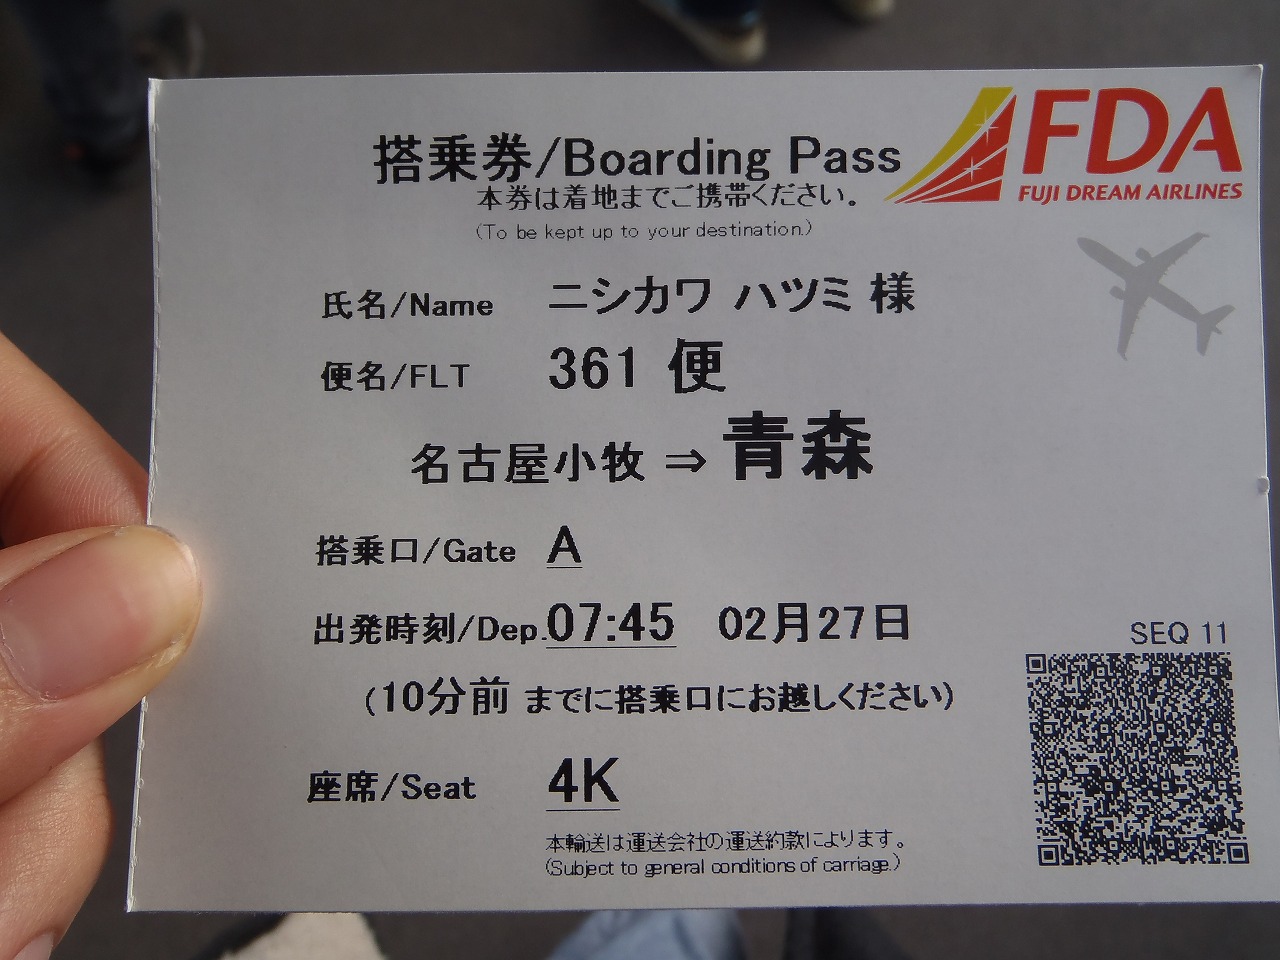 FDA
FUJI DREAM AIRLINES
搭乗券/Boarding Pass
本券は着地までご携帯ください。
(To be kept up to your destination.)
氏名/Name ニシカワ ハツミ 様
便名/FLT 361 便
名古屋小牧 ⇒ 青森
搭乗口/Gate A
出発時刻/Dep. 07:45 02月27日
(10分前 までに搭乗口にお越しください)
SEQ 11
座席/Seat 4K
本輸送は運送会社の運送約款によります。
(Subject to general conditions of carriage.)